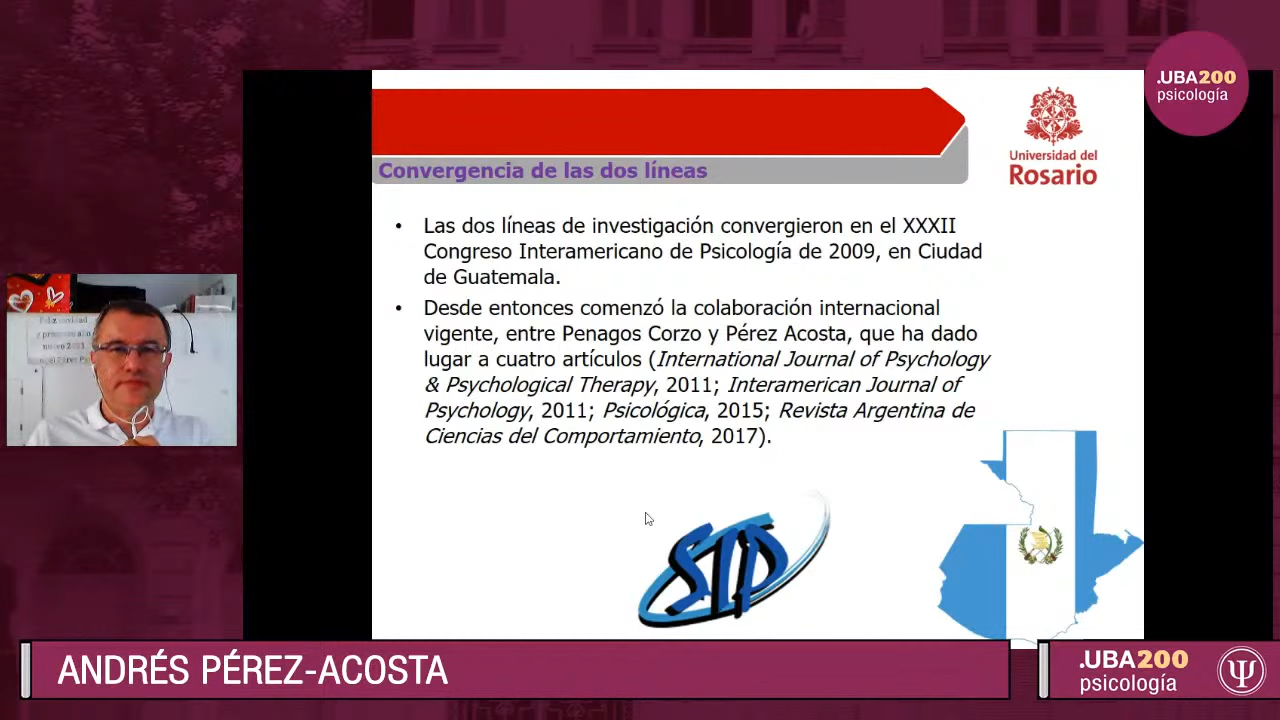 .UBA200
psicología
Universidad del
Rosario
Convergencia de las dos líneas
• Las dos líneas de investigación convergieron en el XXXII
Congreso Interamericano de Psicología de 2009, en Ciudad
de Guatemala.
• Desde entonces comenzó la colaboración internacional
vigente, entre Penagos Corzo y Pérez Acosta, que ha dado
lugar a cuatro artículos (International Journal of Psychology
& Psychological Therapy, 2011; Interamerican Journal of
Psychology, 2011; Psicológica, 2015; Revista Argentina de
Ciencias del Comportamiento, 2017).
SIP
ANDRÉS PÉREZ-ACOSTA
.UBA200
psicología
Ψ